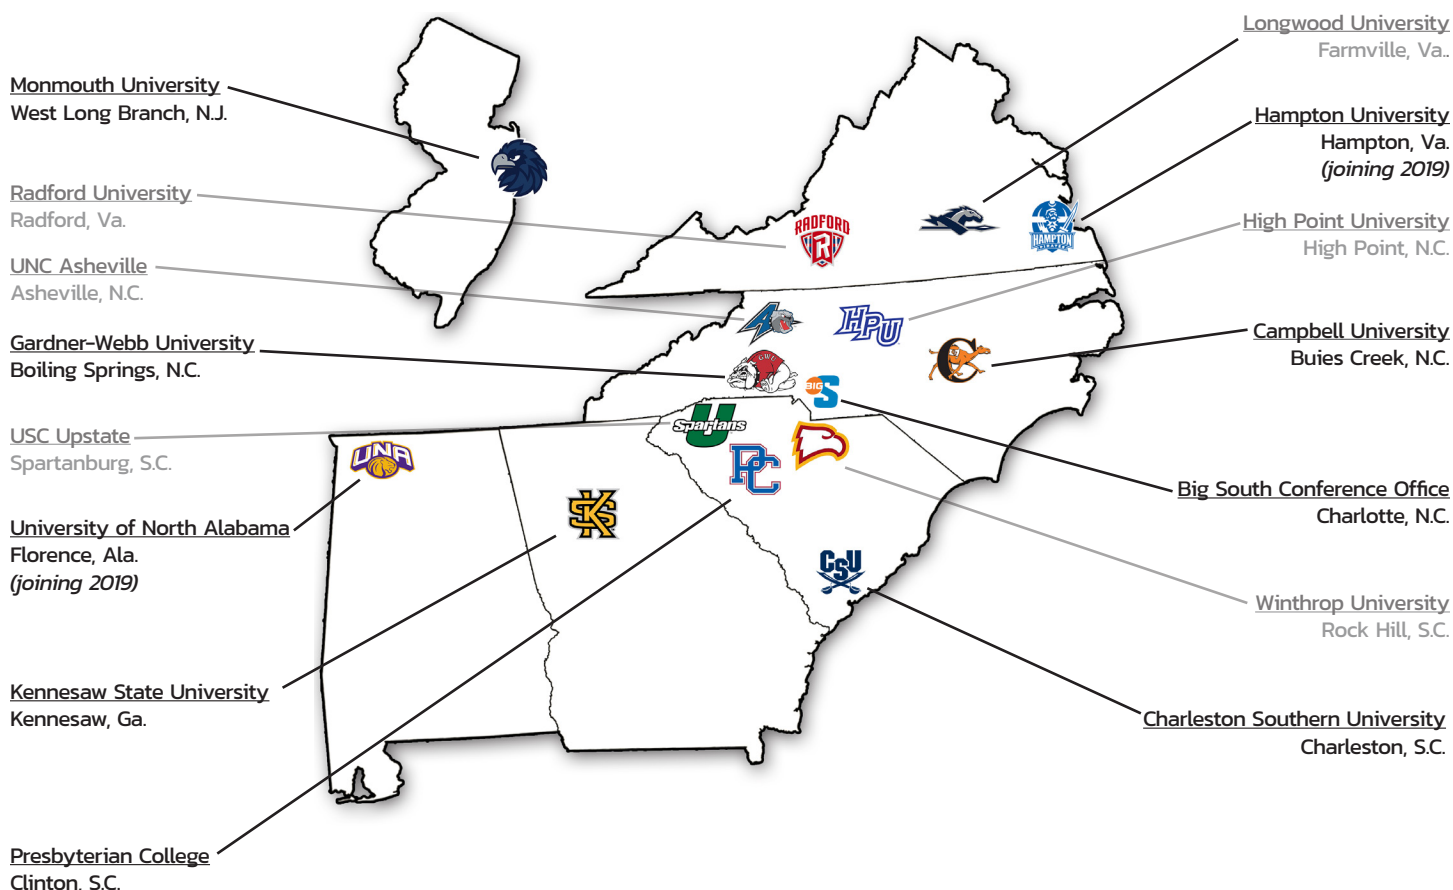 Monmouth University
West Long Branch, N.J.
Radford University
Radford, Va.
UNC Asheville
Asheville, N.C.
Gardner-Webb University
Boiling Springs, N.C.
USC Upstate
Spartanburg, S.C.
University of North Alabama
Florence, Ala.
(joining 2019)
Kennesaw State University
Kennesaw, Ga.
Presbyterian College
Clinton, S.C.
RADFORD
R
HAMPTON
A
HPU
GWU
BIG
S
C
U
Spartans
UNA
PC
KS
CSU
Longwood University
Farmville, Va..
Hampton University
Hampton, Va.
(joining 2019)
High Point University
High Point, N.C.
Campbell University
Buies Creek, N.C.
Big South Conference Office
Charlotte, N.C.
Winthrop University
Rock Hill, S.C.
Charleston Southern University
Charleston, S.C.